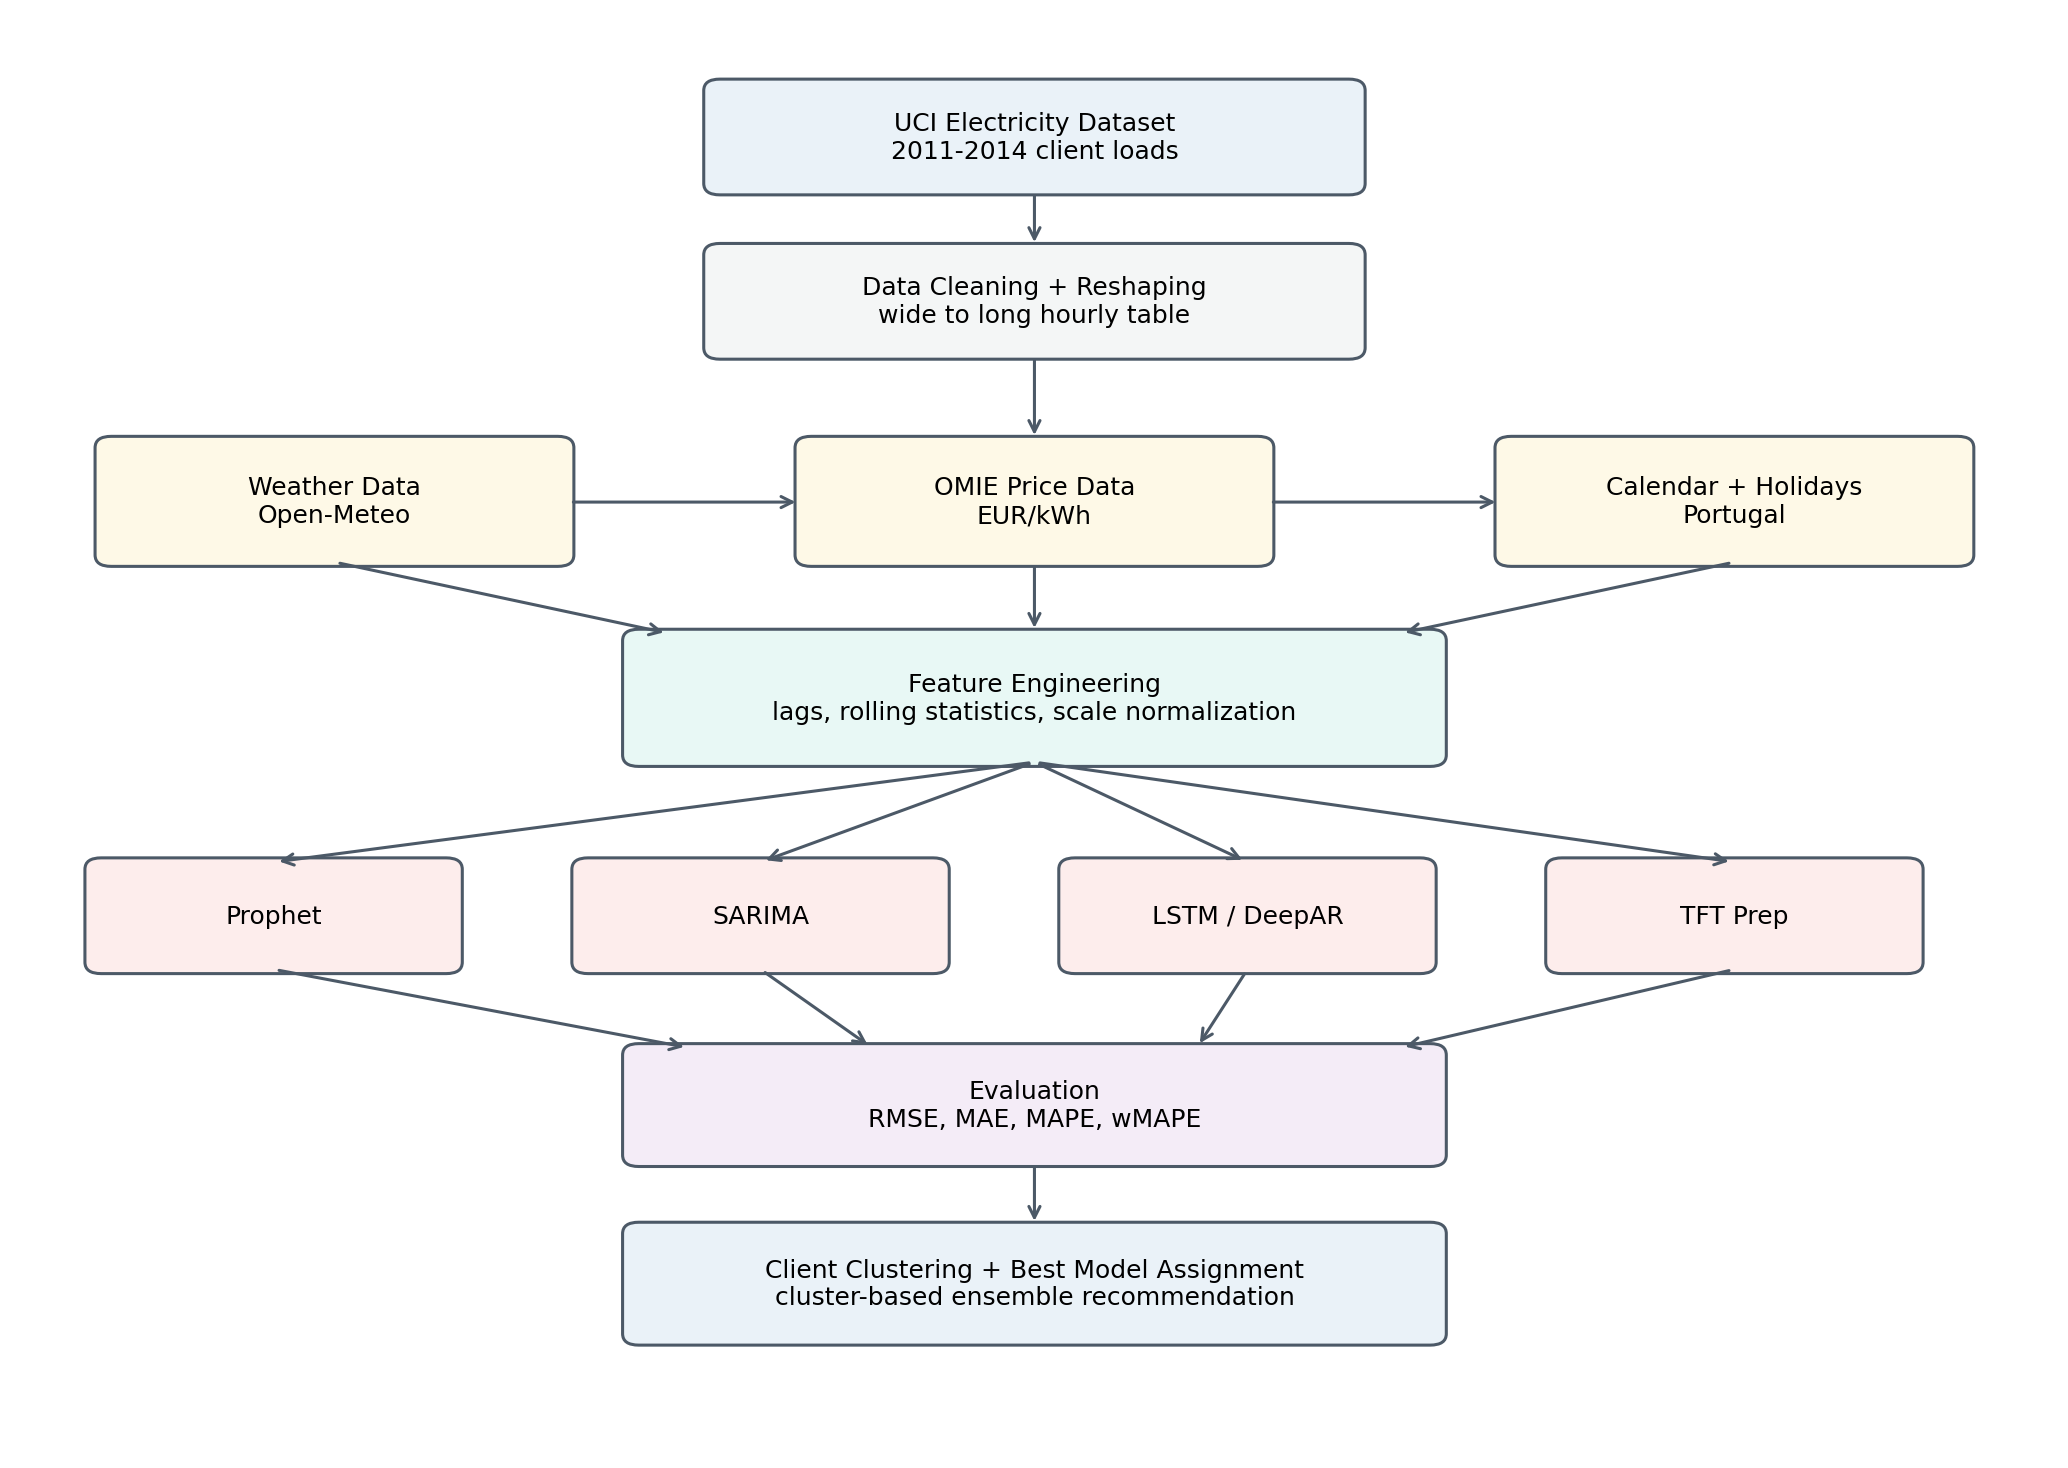 UCI Electricity Dataset
2011-2014 client loads
Data Cleaning + Reshaping
wide to long hourly table
Weather Data
Open-Meteo
OMIE Price Data
EUR/kWh
Calendar + Holidays
Portugal
Feature Engineering
lags, rolling statistics, scale normalization
Prophet
SARIMA
LSTM / DeepAR
TFT Prep
Evaluation
RMSE, MAE, MAPE, wMAPE
Client Clustering + Best Model Assignment
cluster-based ensemble recommendation